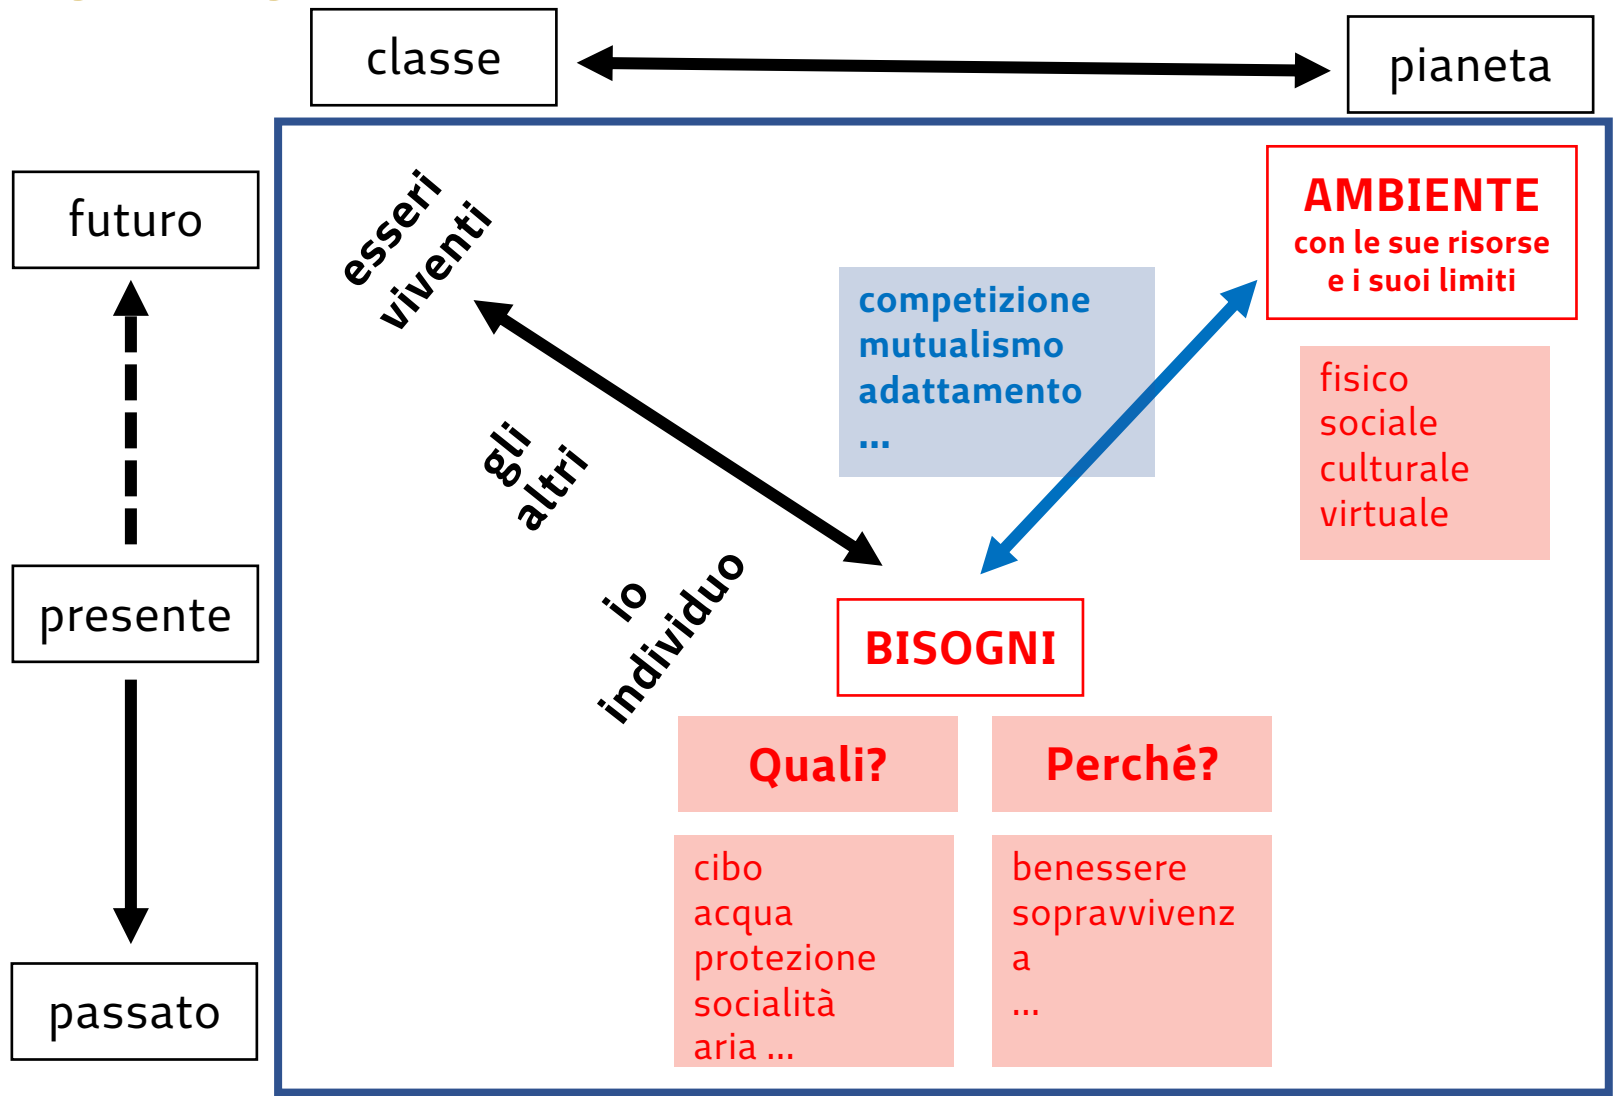 classe
pianeta
futuro
presente
passato
esseri
viventi
gli
altri
io
individuo
competizione
mutualismo
adattamento
...
AMBIENTE
con le sue risorse
e i suoi limiti
fisico
sociale
culturale
virtuale
BISOGNI
Quali?
Perché?
cibo
acqua
protezione
socialità
aria ...
benessere
sopravvivenz
a
...